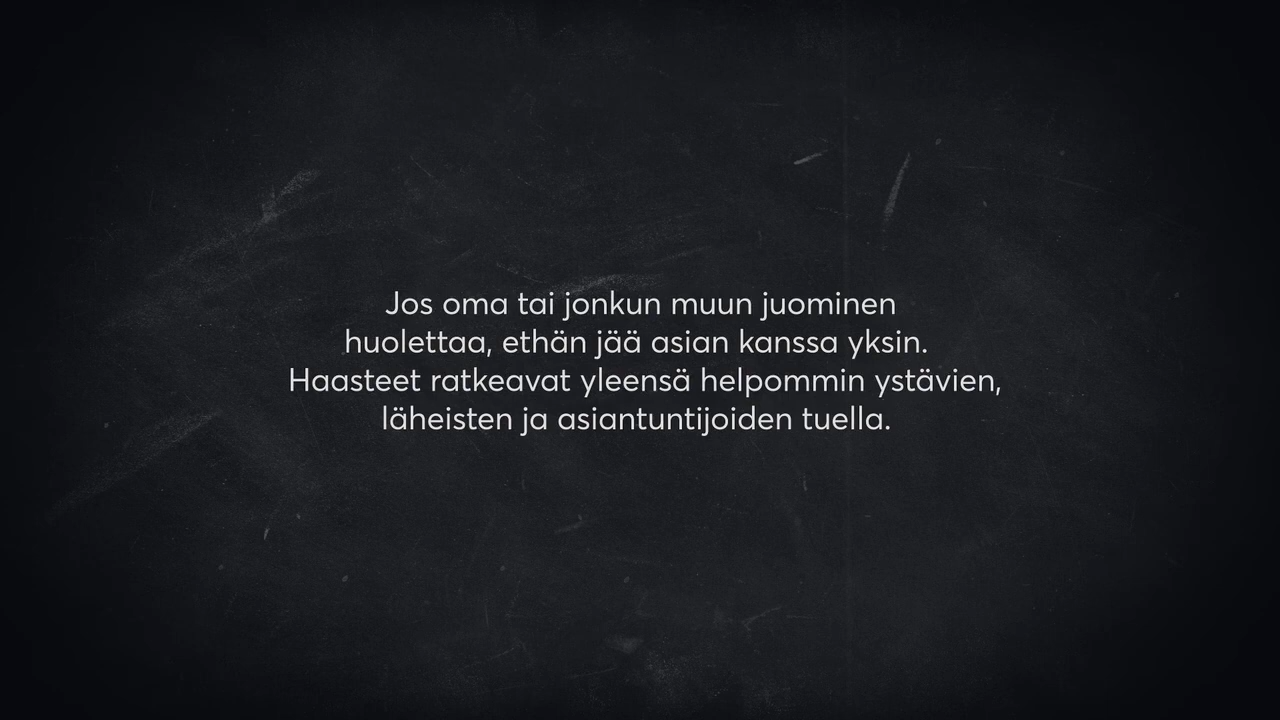 Jos oma tai jonkun muun juominen
huolettaa, ethän jää asian kanssa yksin.
Haasteet ratkeavat yleensä helpommin ystävien,
läheisten ja asiantuntijoiden tuella.